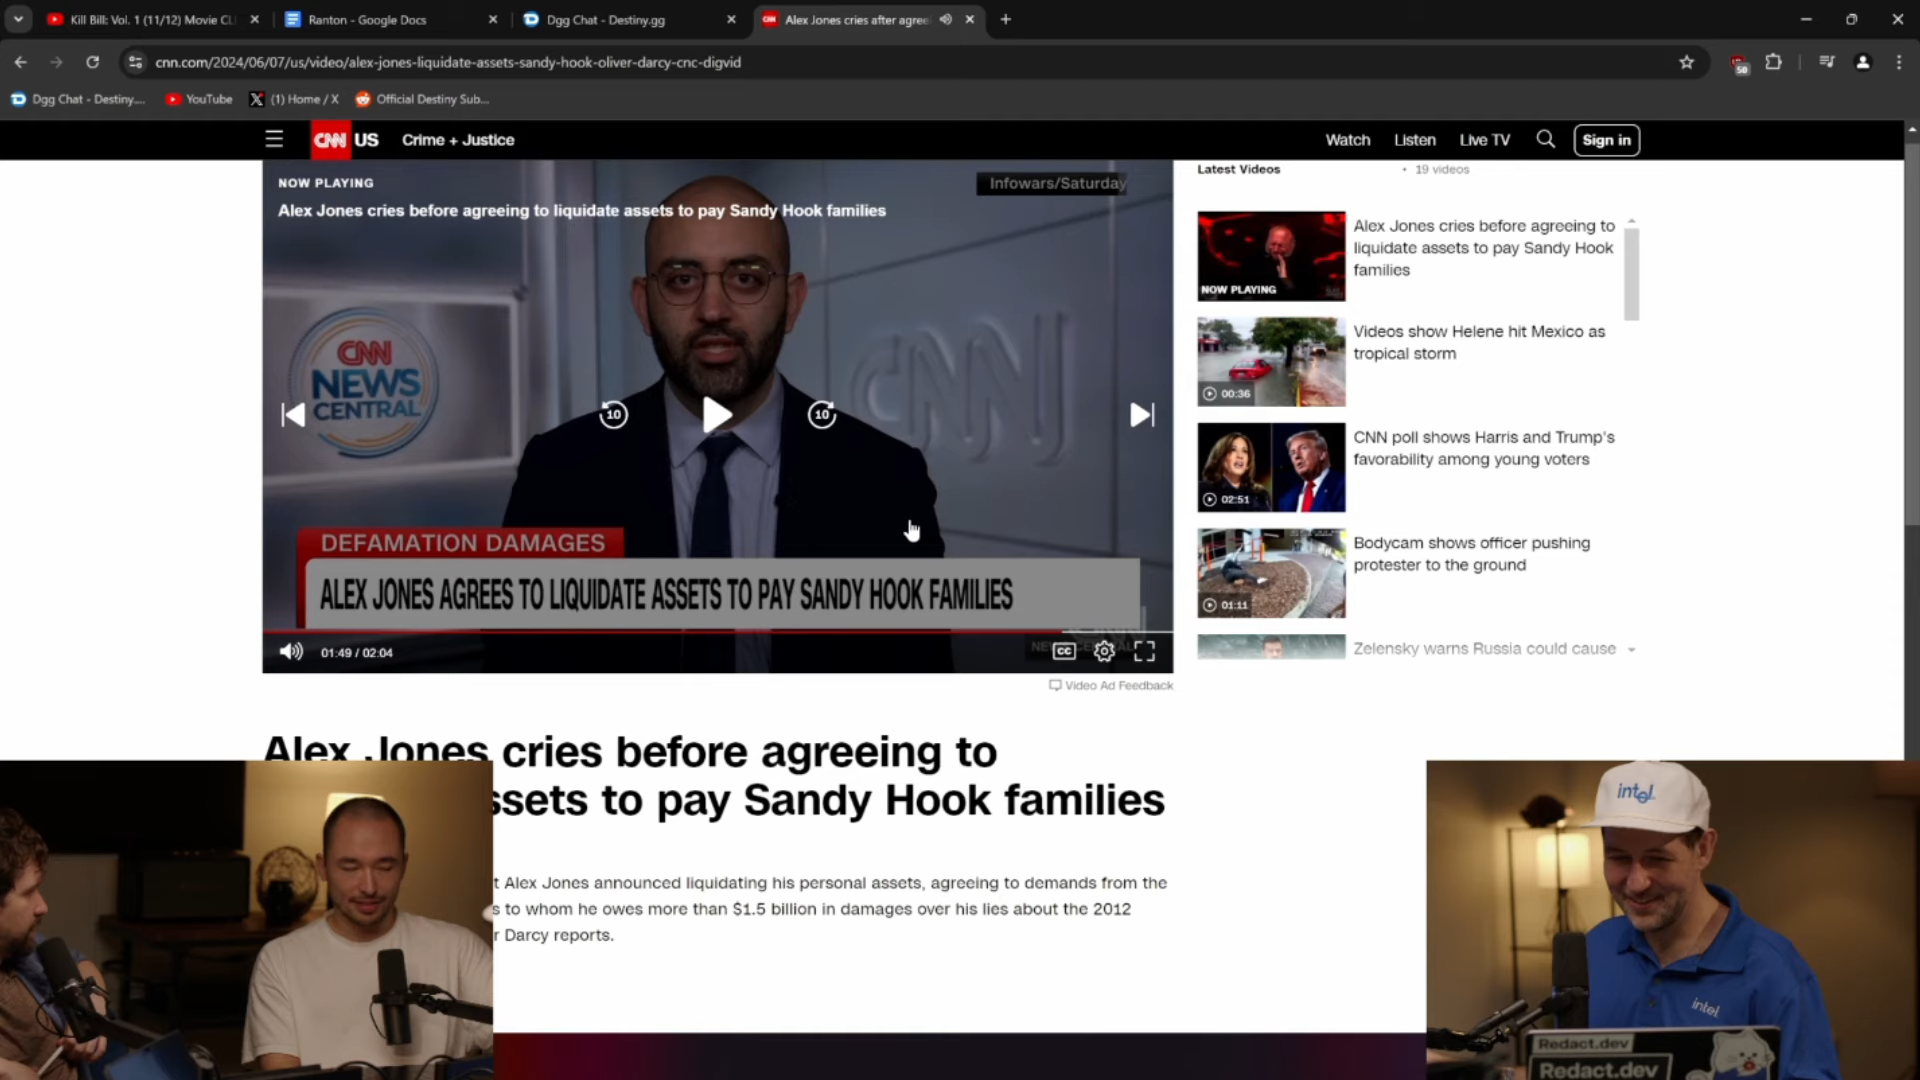 Kill Bill: Vol. 1 (11/12) Movie CL
Ranton - Google Docs
Dgg Chat - Destiny.gg
CNN
Alex Jones cries after agree
cnn.com/2024/06/07/us/video/alex-jones-liquidate-assets-sandy-hook-oliver-darcy-cnc-digvid
50
Dgg Chat - Destiny....
YouTube
(1) Home / X
Official Destiny Sub...
CNN US
Crime + Justice
Watch
Listen
Live TV
Sign in
NOW PLAYING
Alex Jones cries before agreeing to liquidate assets to pay Sandy Hook families
Infowars/Saturday
CNN
NEWS
CENTRAL
CNN
10
10
DEFAMATION DAMAGES
ALEX JONES AGREES TO LIQUIDATE ASSETS TO PAY SANDY HOOK FAMILIES
01:49 / 02:04
CC
Video Ad Feedback
Latest Videos
• 19 videos
Alex Jones cries before agreeing to
liquidate assets to pay Sandy Hook
families
NOW PLAYING
Videos show Helene hit Mexico as
tropical storm
00:36
CNN poll shows Harris and Trump's
favorability among young voters
02:51
Bodycam shows officer pushing
protester to the ground
01:11
Zelensky warns Russia could cause
Alex Jones cries before agreeing to
ssets to pay Sandy Hook families
t Alex Jones announced liquidating his personal assets, agreeing to demands from the
s to whom he owes more than $1.5 billion in damages over his lies about the 2012
r Darcy reports.
intel
intel
Redact.dev
Redact.dev